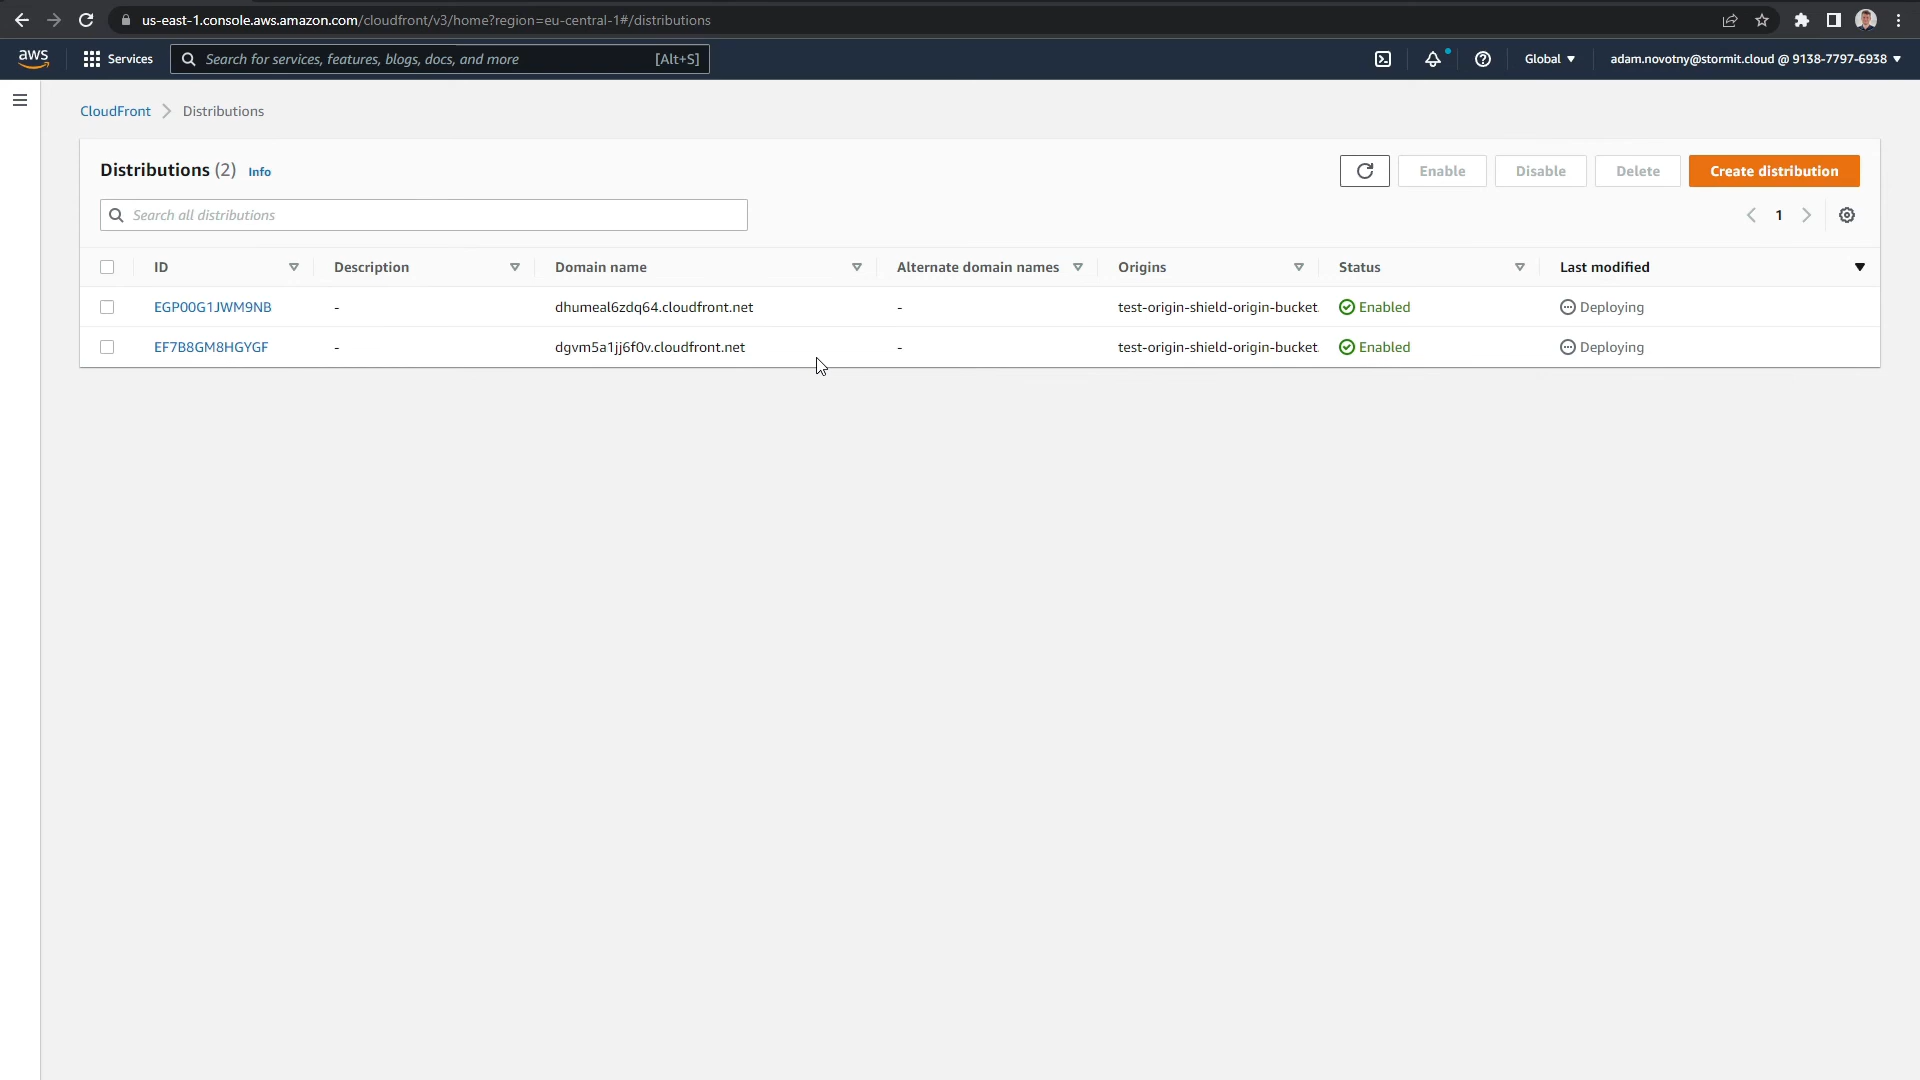 us-east-1.console.aws.amazon.com/cloudfront/v3/home?region=eu-central-1#/distributions
aws Services Search for services, features, blogs, docs, and more [Alt+S] Global adam.novotny@stormit.cloud @ 9138-7797-6938
CloudFront Distributions
Distributions (2) Info Enable Disable Delete Create distribution
Search all distributions 1
ID Description Domain name Alternate domain names Origins Status Last modified
EGP00G1JWM9NB - dhumeal6zdq64.cloudfront.net - test-origin-shield-origin-bucket. Enabled Deploying
EF7B8GM8HGYGF - dgvm5a1jj6f0v.cloudfront.net - test-origin-shield-origin-bucket. Enabled Deploying